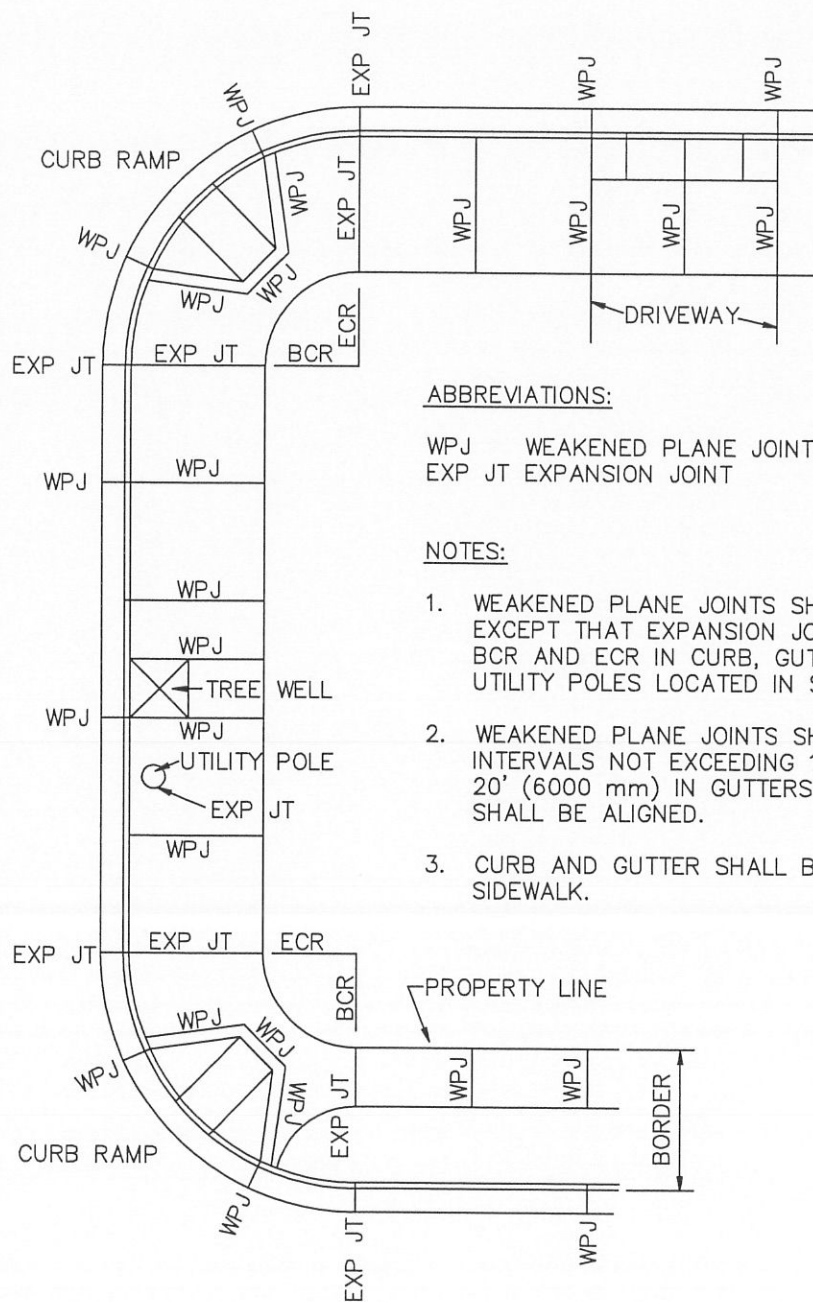 EXP JT
WPJ
WPJ
WPJ
CURB RAMP
WPJ
EXP JT
WPJ
WPJ
WPJ
WPJ
WPJ
WPJ
WPJ
DRIVEWAY
ECR
EXP JT
EXP JT
BCR
WPJ
WPJ
WPJ
WPJ
TREE WELL
WPJ
WPJ
UTILITY POLE
EXP JT
WPJ
EXP JT
EXP JT
ECR
BCR
PROPERTY LINE
WPJ
WPJ
WPJ
WPJ
EXP JT
WPJ
WPJ
BORDER
CURB RAMP
WPJ
EXP JT
WPJ
ABBREVIATIONS:
WPJ WEAKENED PLANE JOINT
EXP JT EXPANSION JOINT
NOTES:
1. WEAKENED PLANE JOINTS
EXCEPT THAT EXPANSION
BCR AND ECR IN CURB,
UTILITY POLES LOCATED IN
2. WEAKENED PLANE JOINTS
INTERVALS NOT EXCEEDING
20' (6000 mm) IN GUTTERS
SHALL BE ALIGNED.
3. CURB AND GUTTER SHALL
SIDEWALK.